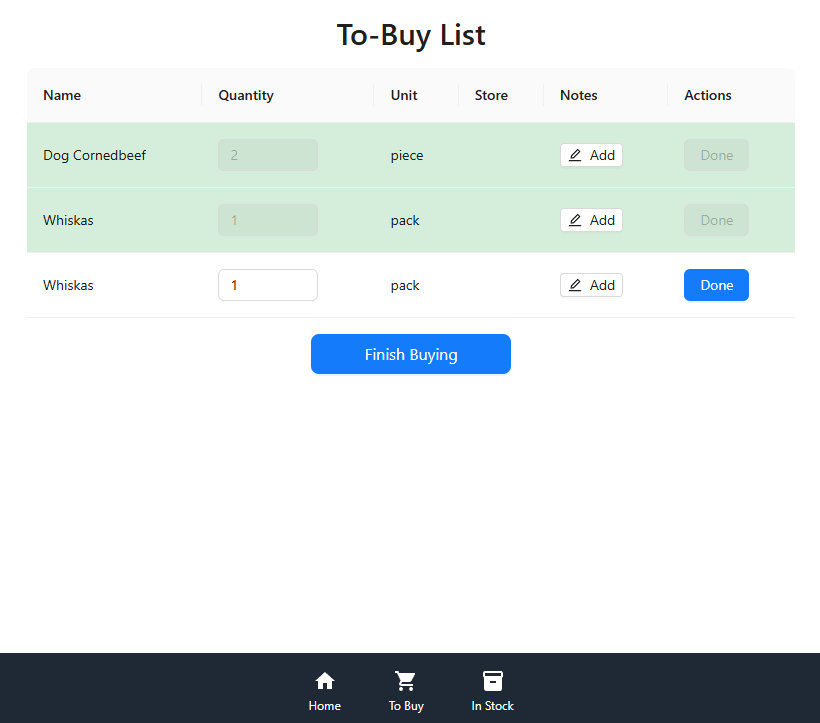 To-Buy List
Name Quantity Unit Store Notes Actions
Dog Cornedbeef 2 piece Add Done
Whiskas 1 pack Add Done
Whiskas 1 pack Add Done
Finish Buying
Home To Buy In Stock